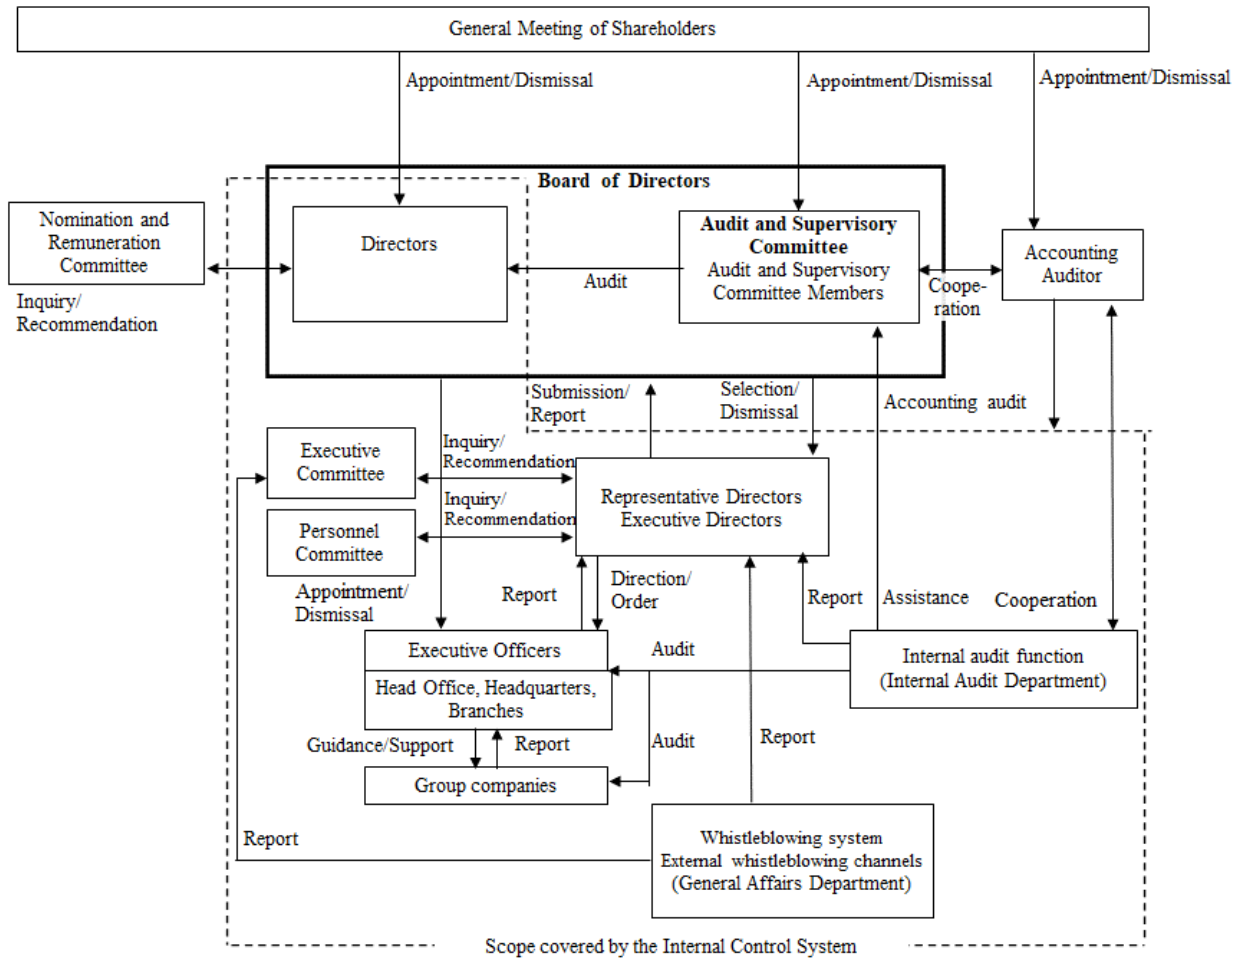 General Meeting of Shareholders
Appointment/Dismissal
Appointment/Dismissal
Appointment/Dismissal
Board of Directors
Nomination and
Remuneration
Committee
Inquiry/
Recommendation
Directors
Audit
Audit and Supervisory
Committee
Audit and Supervisory
Committee Members
Coope-
ration
Accounting
Auditor
Submission/
Report
Selection/
Dismissal
Accounting audit
Executive
Committee
Inquiry/
Recommendation
Personnel
Committee
Inquiry/
Recommendation
Representative Directors
Executive Directors
Appointment/
Dismissal
Report
Direction/
Order
Report
Assistance
Cooperation
Executive Officers
Head Office, Headquarters,
Branches
Audit
Internal audit function
(Internal Audit Department)
Guidance/Support
Report
Audit
Report
Group companies
Report
Whistleblowing system
External whistleblowing channels
(General Affairs Department)
Scope covered by the Internal Control System